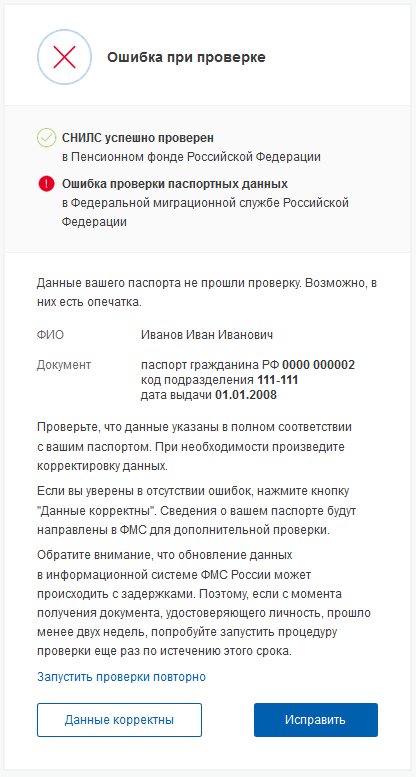 Ошибка при проверке
СНИЛС успешно проверен
в Пенсионном фонде Российской Федерации
Ошибка проверки паспортных данных
в Федеральной миграционной службе Российской
Федерации
Данные вашего паспорта не прошли проверку. Возможно, в
них есть опечатка.
ФИО Иванов Иван Иванович
Документ паспорт гражданина РФ 0000 000002
код подразделения 111-111
дата выдачи 01.01.2008
Проверьте, что данные указаны в полном соответствии
с вашим паспортом. При необходимости произведите
корректировку данных.
Если вы уверены в отсутствии ошибок, нажмите кнопку
"Данные корректны". Сведения о вашем паспорте будут
направлены в ФМС для дополнительной проверки.
Обратите внимание, что обновление данных
в информационной системе ФМС России может
происходить с задержками. Поэтому, если с момента
получения документа, удостоверяющего личность, прошло
менее двух недель, попробуйте запустить процедуру
проверки еще раз по истечению этого срока.
Запустить проверки повторно
Данные корректны Исправить